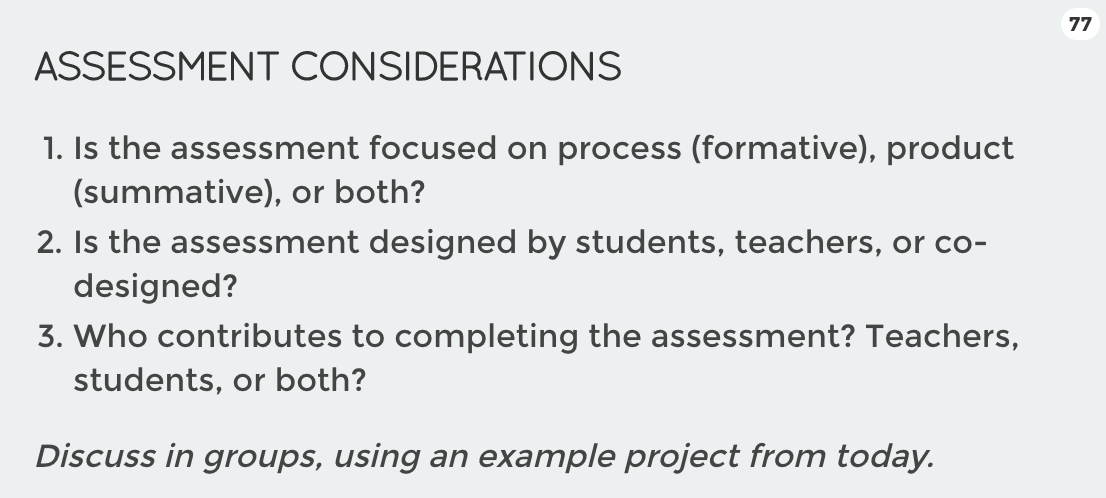 77
ASSESSMENT CONSIDERATIONS
1. Is the assessment focused on process (formative), product
(summative), or both?
2. Is the assessment designed by students, teachers, or co-
designed?
3. Who contributes to completing the assessment? Teachers,
students, or both?
Discuss in groups, using an example project from today.